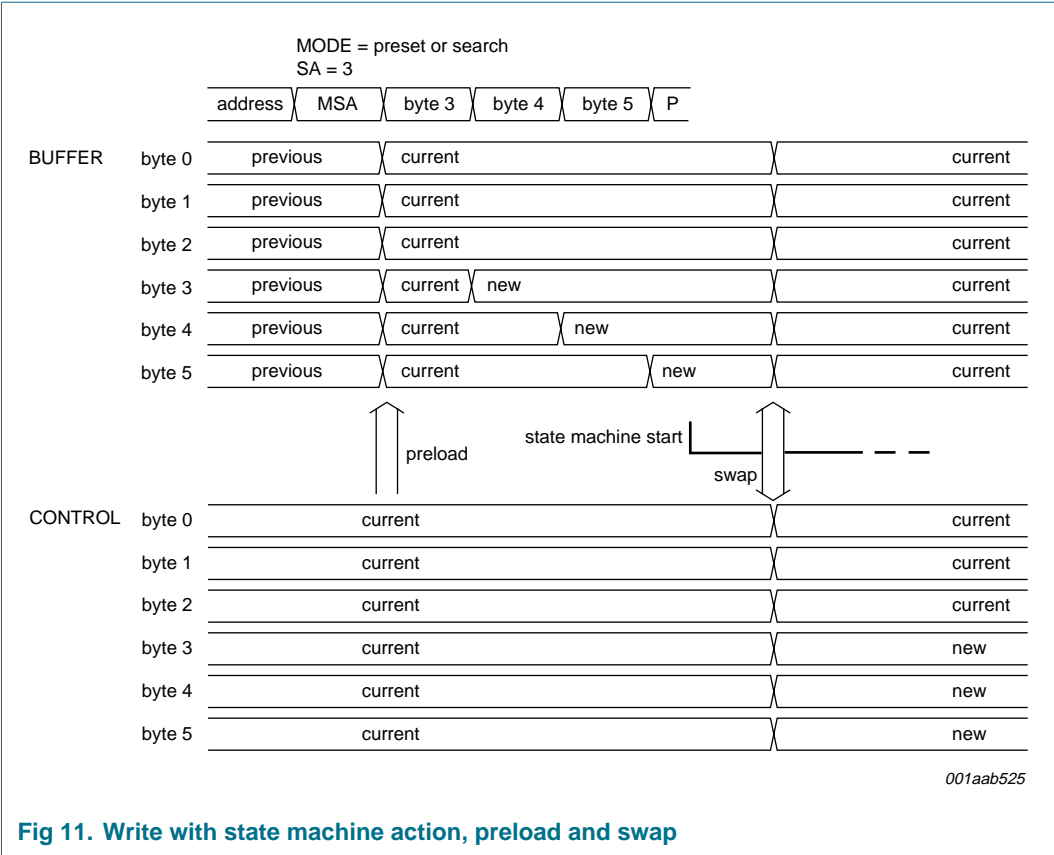 MODE = preset or search
SA = 3
address MSA byte 3 byte 4 byte 5 P
BUFFER byte 0 previous current current
byte 1 previous current current
byte 2 previous current current
byte 3 previous current new current
byte 4 previous current new current
byte 5 previous current new current
state machine start
preload
swap
CONTROL byte 0 current current
byte 1 current current
byte 2 current current
byte 3 current new
byte 4 current new
byte 5 current new
001aab525
Fig 11. Write with state machine action, preload and swap